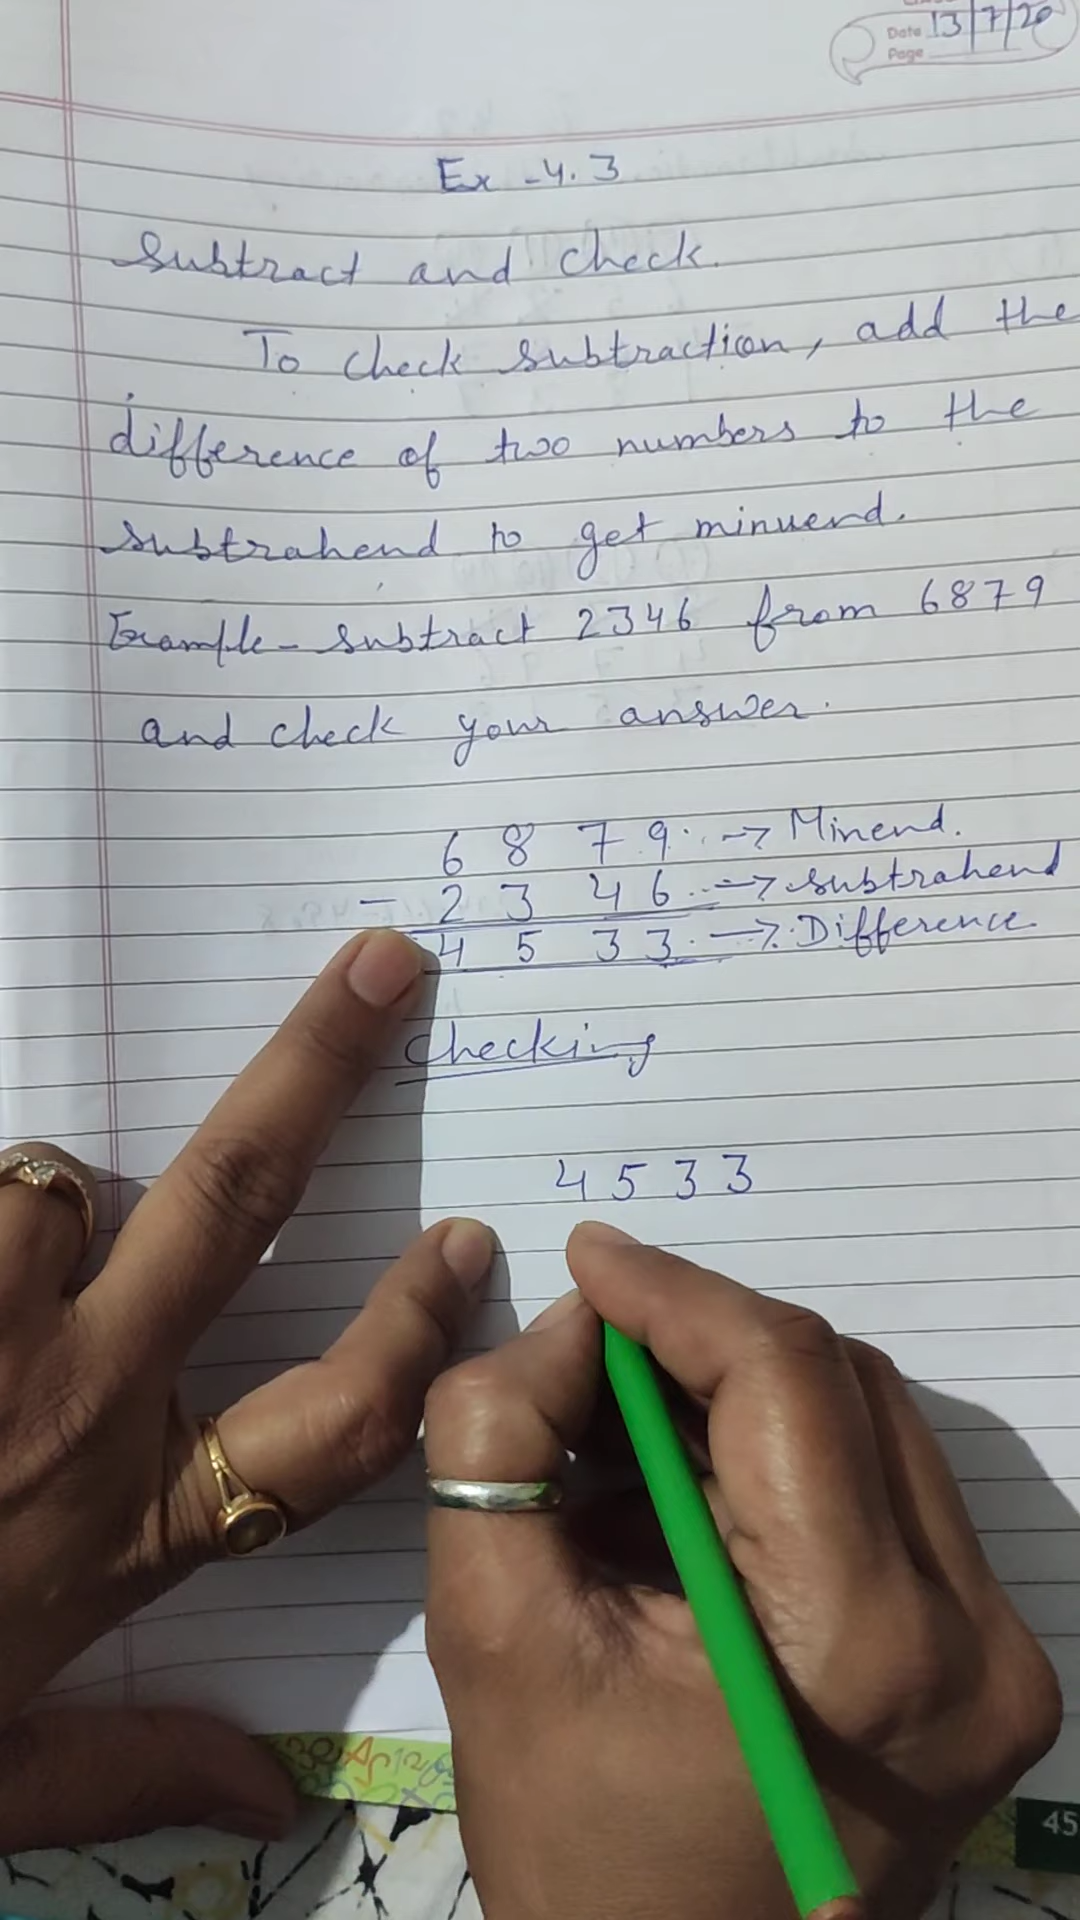 Date 13/7/20
Page
Ex - 4.3
Subtract and check.
To check subtraction, add the
difference of two numbers to the
subtrahend to get minuend.
Example - subtract 2346 from 6879
and check your answer.
6 8 7 9 → Minend.
- 2 3 4 6 → subtrahend
4 5 3 3 → Difference
Checking
4 5 3 3
45